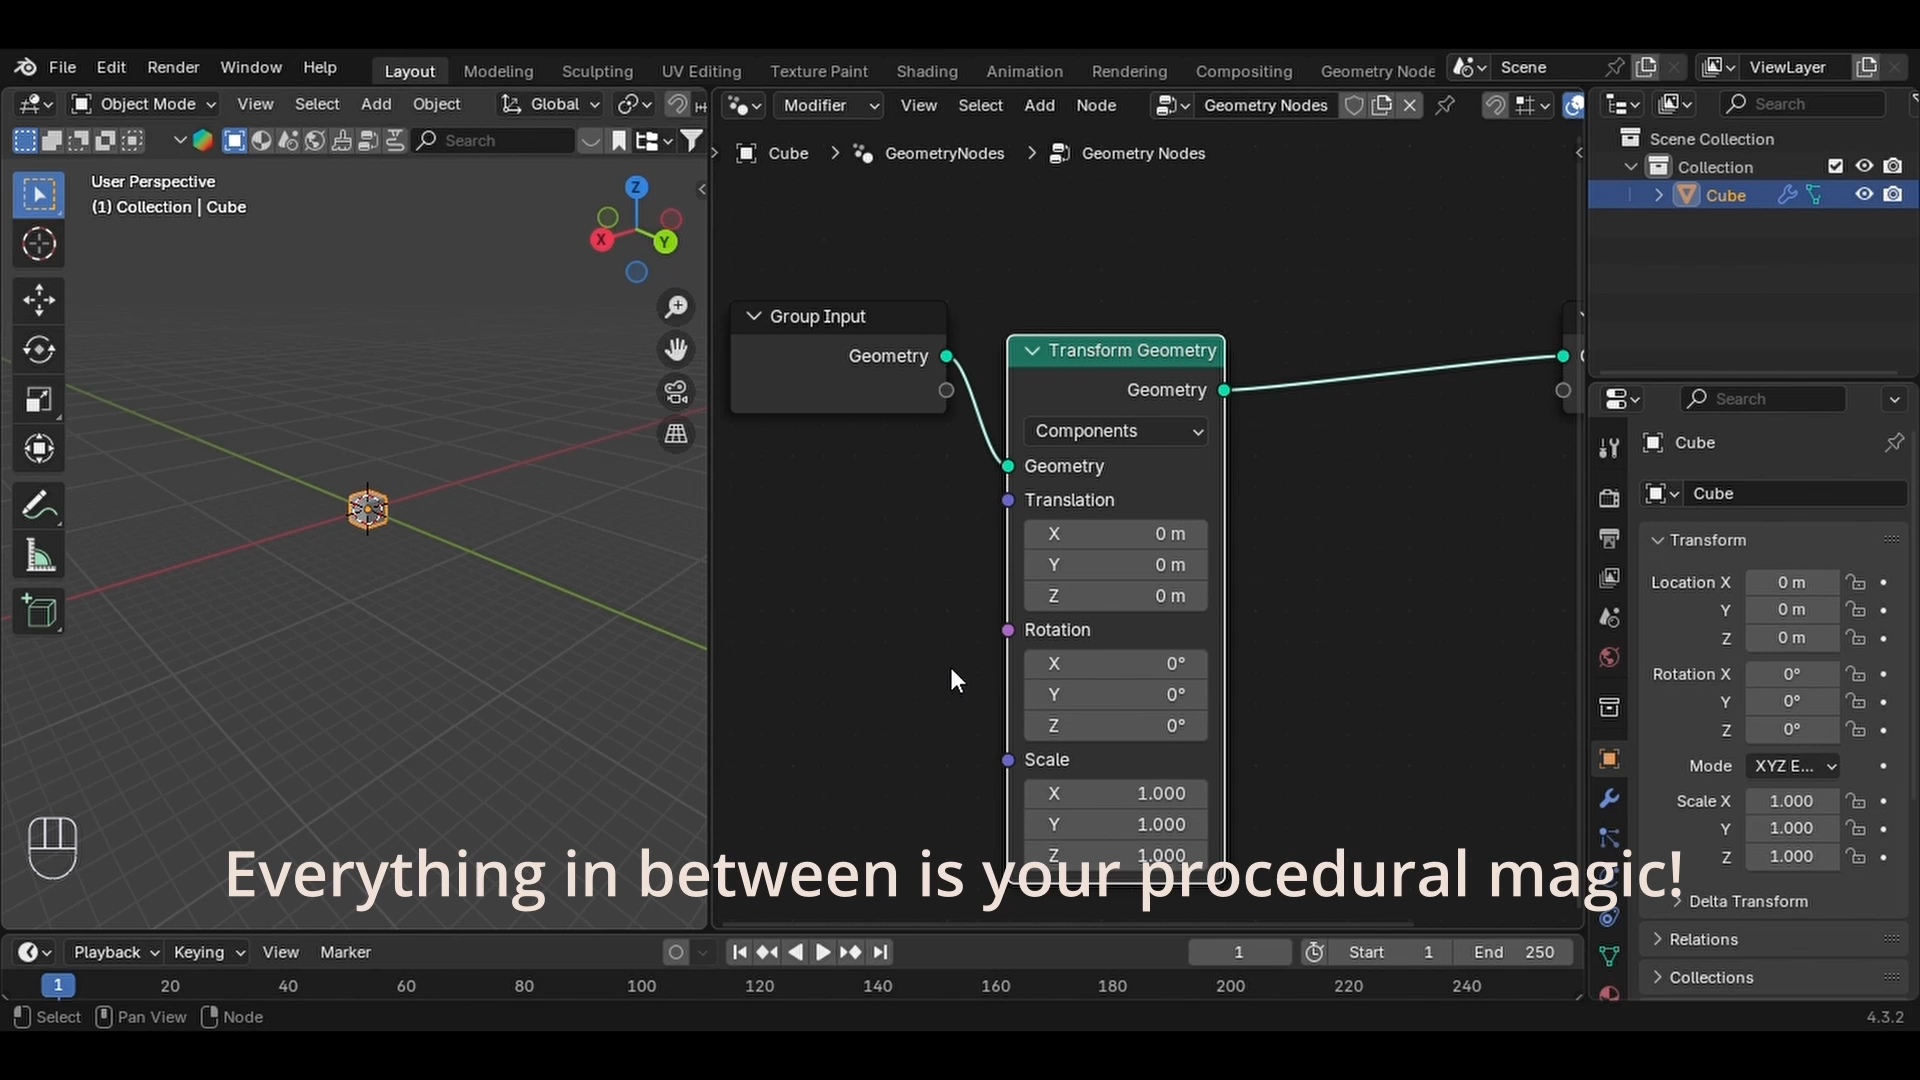 File Edit Render Window Help
Layout Modeling Sculpting UV Editing Texture Paint Shading Animation Rendering Compositing Geometry Node
Scene
ViewLayer
Object Mode View Select Add Object Global
Modifier View Select Add Node Geometry Nodes
Search
Search
Cube > GeometryNodes > Geometry Nodes
User Perspective
(1) Collection | Cube
Z
X
Y
Group Input
Geometry
Transform Geometry
Geometry
Components
Geometry
Translation
X 0 m
Y 0 m
Z 0 m
Rotation
X 0°
Y 0°
Z 0°
Scale
X 1.000
Y 1.000
Z 1.000
Scene Collection
Collection
Cube
Search
Cube
Cube
Transform
Location X 0 m
Y 0 m
Z 0 m
Rotation X 0°
Y 0°
Z 0°
Mode XYZ E...
Scale X 1.000
Y 1.000
Z 1.000
Delta Transform
Relations
Collections
Everything in between is your procedural magic!
Playback Keying View Marker
1 Start 1 End 250
1 20 40 60 80 100 120 140 160 180 200 220 240
Select Pan View Node
4.3.2